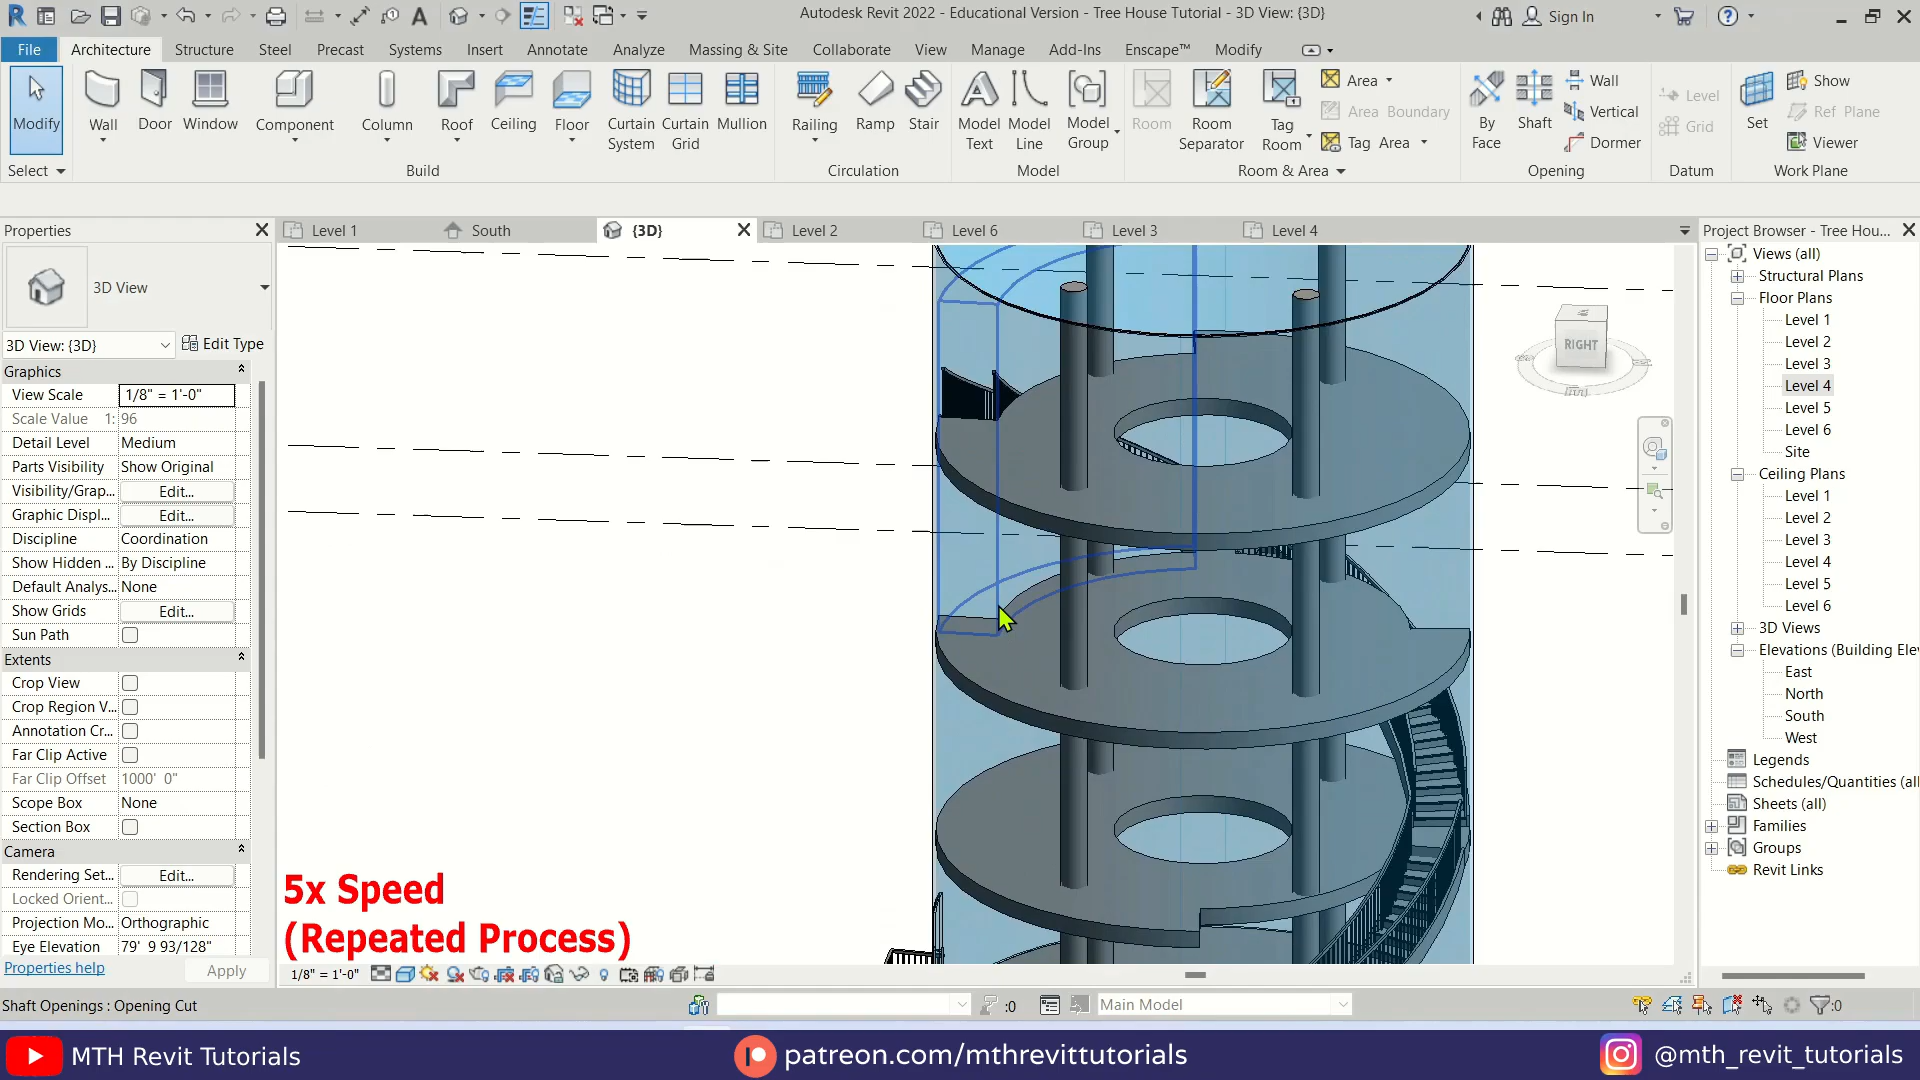 Autodesk Revit 2022 - Educational Version - Tree House Tutorial - 3D View: {3D}
Sign In
File
Architecture
Structure
Steel
Precast
Systems
Insert
Annotate
Analyze
Massing & Site
Collaborate
View
Manage
Add-Ins
Enscape™
Modify
Modify
Wall
Door
Window
Component
Column
Roof
Ceiling
Floor
Curtain System
Curtain Grid
Mullion
Railing
Ramp
Stair
Model Text
Model Line
Model Group
Room
Room Separator
Tag Room
Area
Area Boundary
Tag Area
By Face
Shaft
Wall
Vertical
Dormer
Level
Grid
Set
Show
Ref Plane
Viewer
Select
Build
Circulation
Model
Room & Area
Opening
Datum
Work Plane
Properties
Level 1
South
{3D}
Level 2
Level 6
Level 3
Level 4
Project Browser - Tree Hou...
3D View
3D View: {3D}
Edit Type
Graphics
View Scale 1/8" = 1'-0"
Scale Value 1: 96
Detail Level Medium
Parts Visibility Show Original
Visibility/Grap... Edit...
Graphic Displ... Edit...
Discipline Coordination
Show Hidden ... By Discipline
Default Analys... None
Show Grids Edit...
Sun Path
Extents
Crop View
Crop Region V...
Annotation Cr...
Far Clip Active
Far Clip Offset 1000' 0"
Scope Box None
Section Box
Camera
Rendering Set... Edit...
Locked Orient...
Projection Mo... Orthographic
Eye Elevation 79' 9 93/128"
Properties help
Apply
RIGHT
5x Speed
(Repeated Process)
1/8" = 1'-0"
Views (all)
Structural Plans
Floor Plans
Level 1
Level 2
Level 3
Level 4
Level 5
Level 6
Site
Ceiling Plans
Level 1
Level 2
Level 3
Level 4
Level 5
Level 6
3D Views
Elevations (Building Ele
East
North
South
West
Legends
Schedules/Quantities (all
Sheets (all)
Families
Groups
Revit Links
Shaft Openings : Opening Cut
:0
Main Model
:0
MTH Revit Tutorials
patreon.com/mthrevittutorials
@mth_revit_tutorials